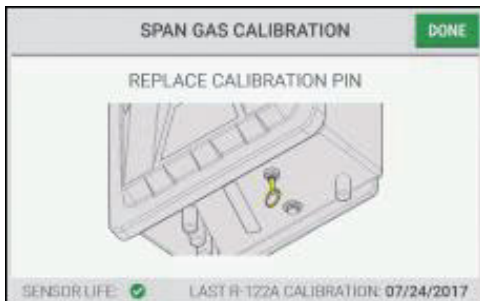 SPAN GAS CALIBRATION
DONE
REPLACE CALIBRATION PIN
SENSOR LIFE:
LAST R-122A CALIBRATION: 07/24/2017